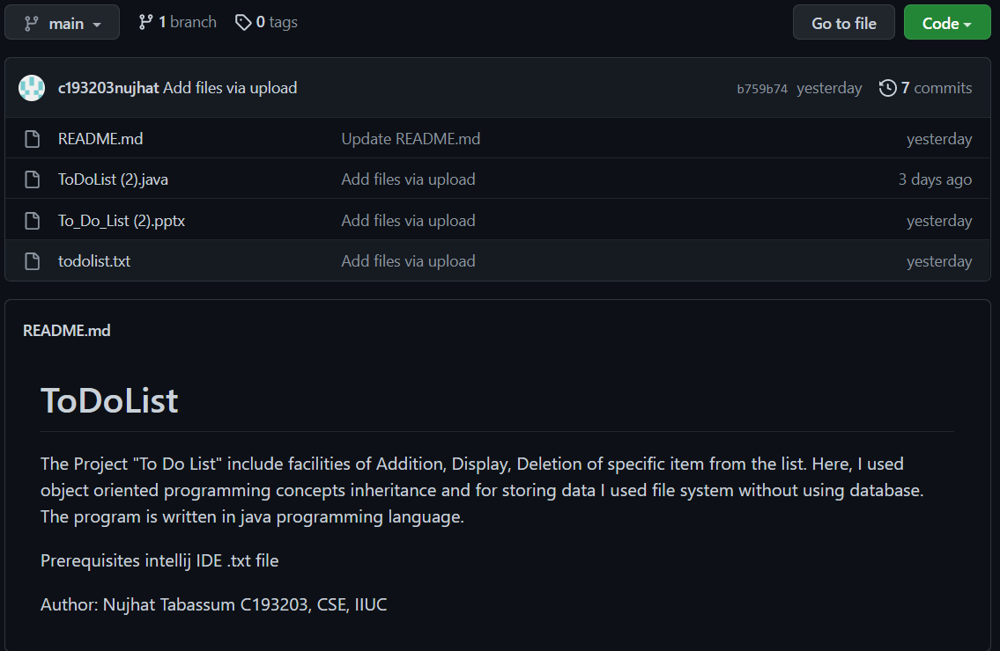 main 1 branch 0 tags Go to file Code
c193203nujhat Add files via upload b759b74 yesterday 7 commits
README.md Update README.md yesterday
ToDoList (2).java Add files via upload 3 days ago
To_Do_List (2).pptx Add files via upload yesterday
todolist.txt Add files via upload yesterday
README.md
ToDoList
The Project "To Do List" include facilities of Addition, Display, Deletion of specific item from the list. Here, I used
object oriented programming concepts inheritance and for storing data I used file system without using database.
The program is written in java programming language.
Prerequisites intellij IDE .txt file
Author: Nujhat Tabassum C193203, CSE, IIUC